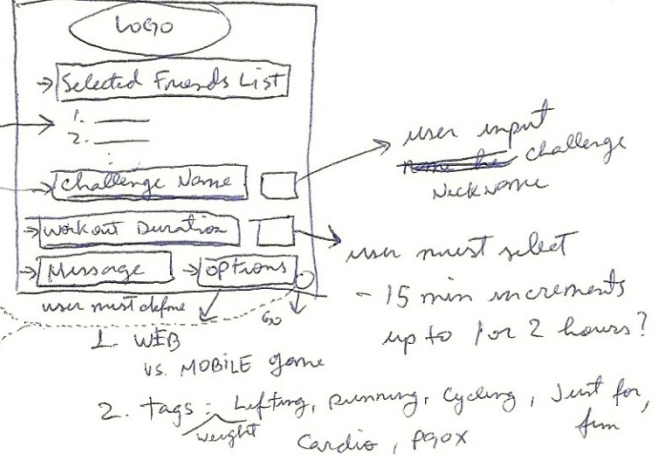 LOGO
Selected Friends List
1.
2.
Challenge Name
user input
challenge
Nickname
Workout Duration
user must select
- 15 min increments
up to 1 or 2 hours?
Message
options
user must define
Go
1. WEB
vs. MOBILE game
2. tags: Lifting, running, cycling, Just for fun,
weight
Cardio, P90X